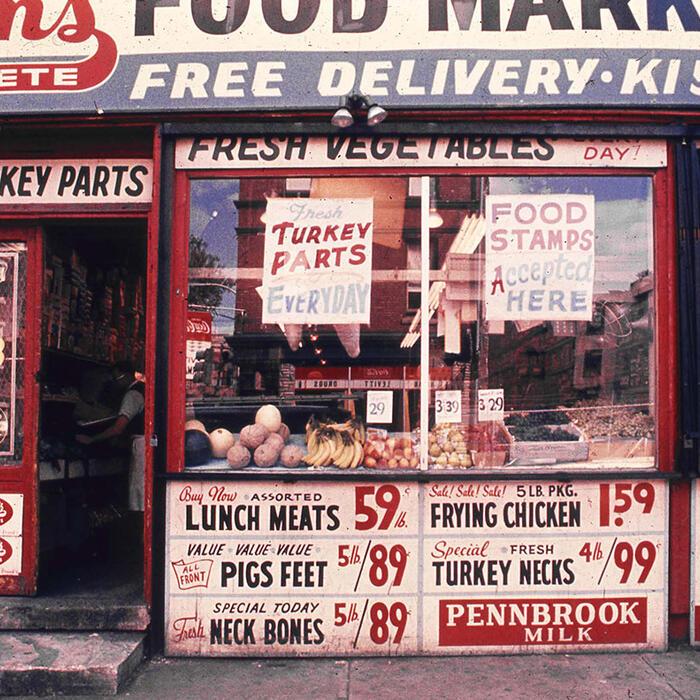 FOOD MARK
ETE
FREE DELIVERY · KIS
FRESH VEGETABLES
DAY!
KEY PARTS
Fresh
TURKEY
PARTS
EVERYDAY
FOOD
STAMPS
Accepted
HERE
29
3 39
3 29
Buy Now • ASSORTED
LUNCH MEATS 59 lb.
Sale! Sale! Sale! 5 LB. PKG.
FRYING CHICKEN 1.59
VALUE • VALUE • VALUE
ALL FRONT PIGS FEET 5 lb./89
Special • FRESH
TURKEY NECKS 4 lb/99
SPECIAL TODAY
Fresh NECK BONES 5 lb/89
PENNBROOK
MILK